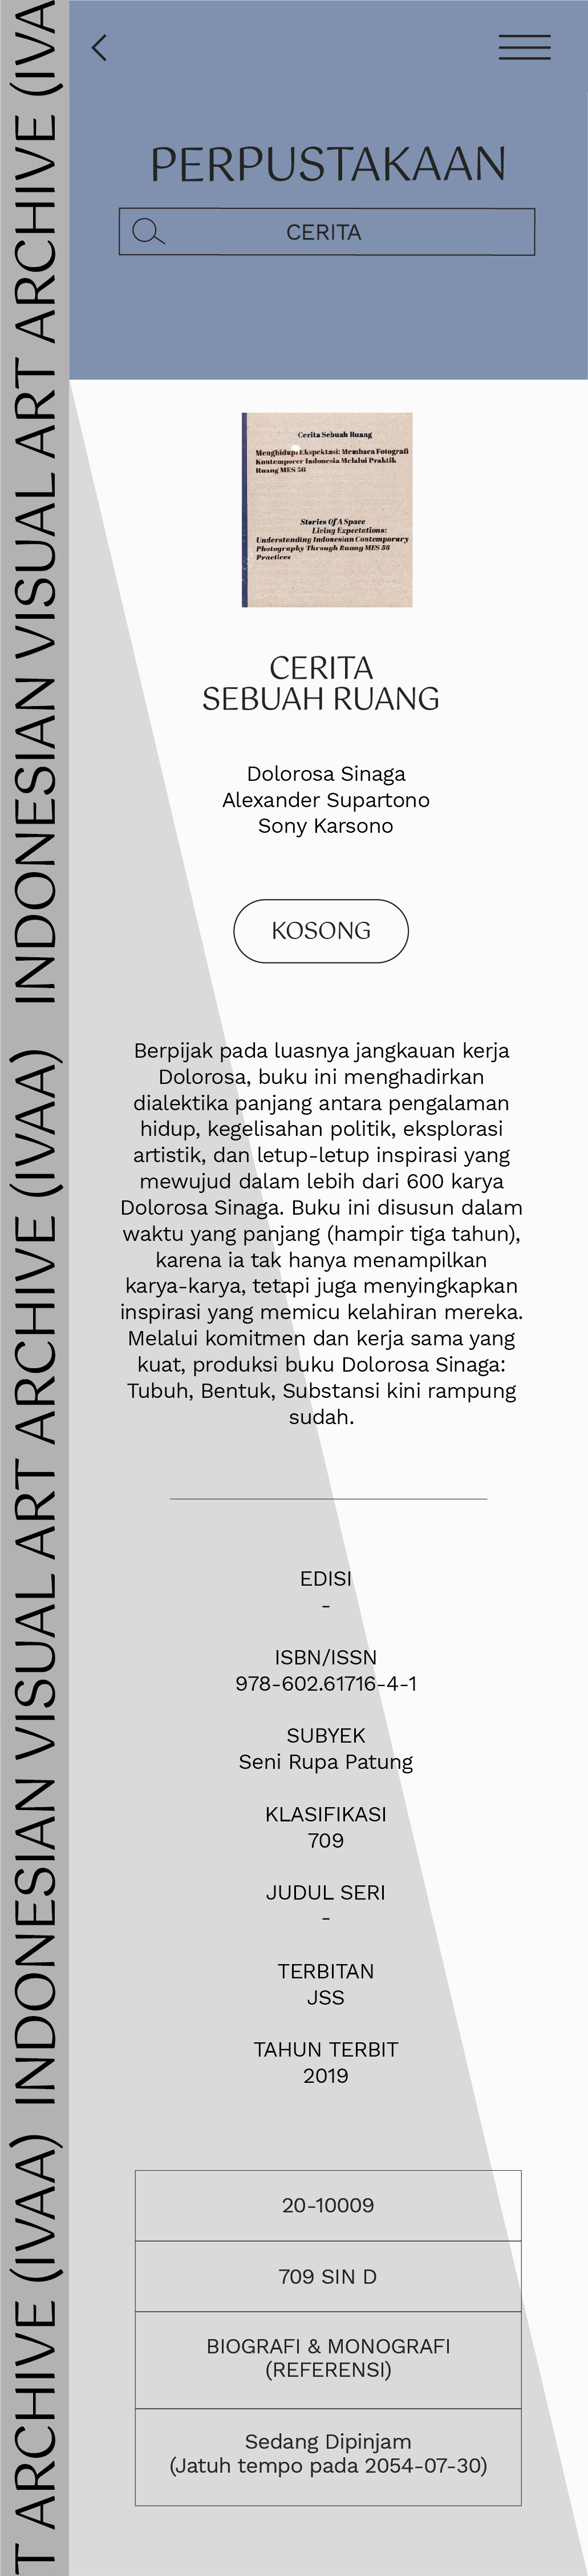 PERPUSTAKAAN
CERITA
Cerita Sebuah Ruang
Menghidupi Ekspektasi: Membaca Fotografi
Kontemporer Indonesia Melalui Praktik
Ruang MES 56
Stories Of A Space
Living Expectations:
Understanding Indonesian Contemporary
Photography Through Ruang MES 56
Practices
CERITA
SEBUAH RUANG
Dolorosa Sinaga
Alexander Supartono
Sony Karsono
KOSONG
Berpijak pada luasnya jangkauan kerja
Dolorosa, buku ini menghadirkan
dialektika panjang antara pengalaman
hidup, kegelisahan politik, eksplorasi
artistik, dan letup-letup inspirasi yang
mewujud dalam lebih dari 600 karya
Dolorosa Sinaga. Buku ini disusun dalam
waktu yang panjang (hampir tiga tahun),
karena ia tak hanya menampilkan
karya-karya, tetapi juga menyingkapkan
inspirasi yang memicu kelahiran mereka.
Melalui komitmen dan kerja sama yang
kuat, produksi buku Dolorosa Sinaga:
Tubuh, Bentuk, Substansi kini rampung
sudah.
EDISI
-
ISBN/ISSN
978-602.61716-4-1
SUBYEK
Seni Rupa Patung
KLASIFIKASI
709
JUDUL SERI
-
TERBITAN
JSS
TAHUN TERBIT
2019
20-10009
709 SIN D
BIOGRAFI & MONOGRAFI
(REFERENSI)
Sedang Dipinjam
(Jatuh tempo pada 2054-07-30)
T ARCHIVE (IVAA) INDONESIAN VISUAL ART ARCHIVE (IVAA) INDONESIAN VISUAL ART ARCHIVE (IVA